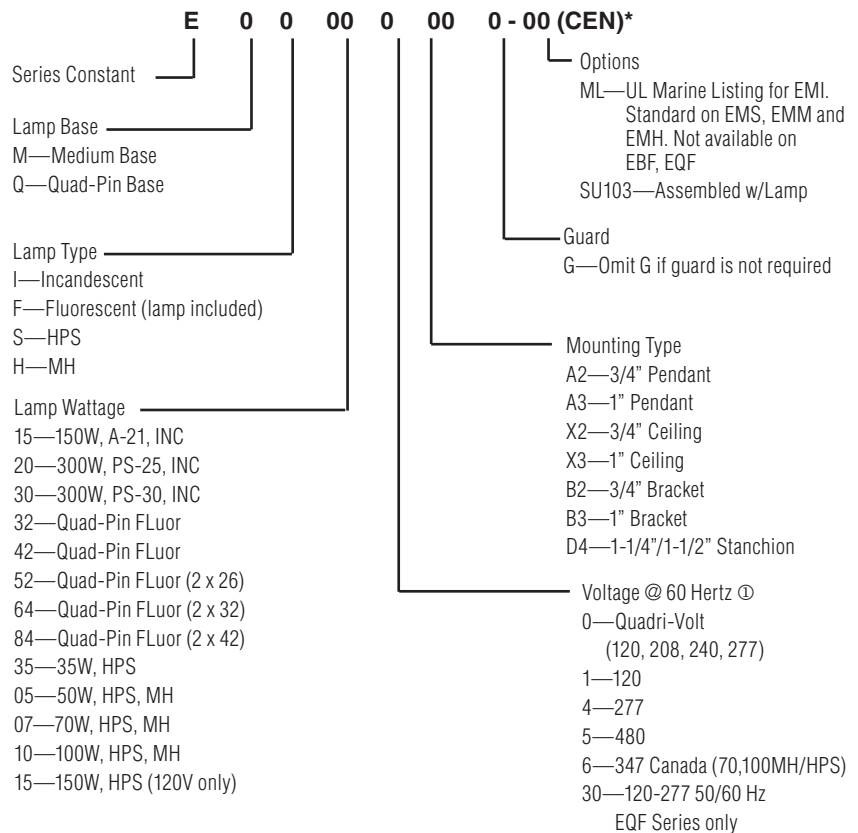 E 0 0 00 0 00 0 - 00 (CEN)*
Series Constant
Lamp Base
M—Medium Base
Q—Quad-Pin Base
Lamp Type
I—Incandescent
F—Fluorescent (lamp included)
S—HPS
H—MH
Lamp Wattage
15—150W, A-21, INC
20—300W, PS-25, INC
30—300W, PS-30, INC
32—Quad-Pin FLuor
42—Quad-Pin FLuor
52—Quad-Pin FLuor (2 x 26)
64—Quad-Pin FLuor (2 x 32)
84—Quad-Pin FLuor (2 x 42)
35—35W, HPS
05—50W, HPS, MH
07—70W, HPS, MH
10—100W, HPS, MH
15—150W, HPS (120V only)
Options
ML—UL Marine Listing for EMI.
Standard on EMS, EMM and
EMH. Not available on
EBF, EQF
SU103—Assembled w/Lamp
Guard
G—Omit G if guard is not required
Mounting Type
A2—3/4” Pendant
A3—1” Pendant
X2—3/4” Ceiling
X3—1” Ceiling
B2—3/4” Bracket
B3—1” Bracket
D4—1-1/4”/1-1/2” Stanchion
Voltage @ 60 Hertz ①
0—Quadri-Volt
(120, 208, 240, 277)
1—120
4—277
5—480
6—347 Canada (70,100MH/HPS)
30—120-277 50/60 Hz
EQF Series only